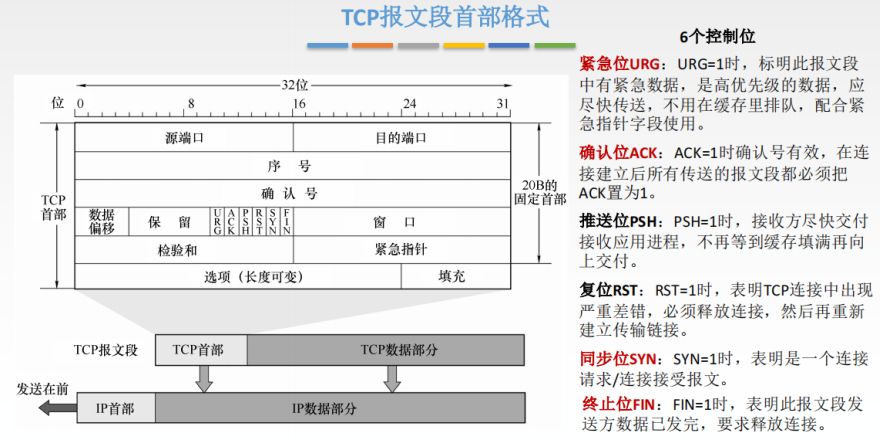 TCP报文段首部格式
32位
位 0 8 16 24 31
源端口 目的端口
序 号
确 认 号
数据偏移 保 留 URG ACK PSH RST SYN FIN 窗 口
检验和 紧急指针
选项（长度可变） 填充
TCP首部
20B的固定首部
TCP报文段 TCP首部 TCP数据部分
发送在前
IP首部 IP数据部分
6个控制位
紧急位URG：URG=1时，标明此报文段
中有紧急数据，是高优先级的数据，应
尽快传送，不用在缓存里排队，配合紧
急指针字段使用。
确认位ACK：ACK=1时确认号有效，在连
接建立后所有传送的报文段都必须把
ACK置为1。
推送位PSH：PSH=1时，接收方尽快交付
接收应用进程，不再等到缓存填满再向
上交付。
复位RST：RST=1时，表明TCP连接中出现
严重差错，必须释放连接，然后再重新
建立传输链接。
同步位SYN：SYN=1时，表明是一个连接
请求/连接接受报文。
终止位FIN：FIN=1时，表明此报文段发
送方数据已发完，要求释放连接。